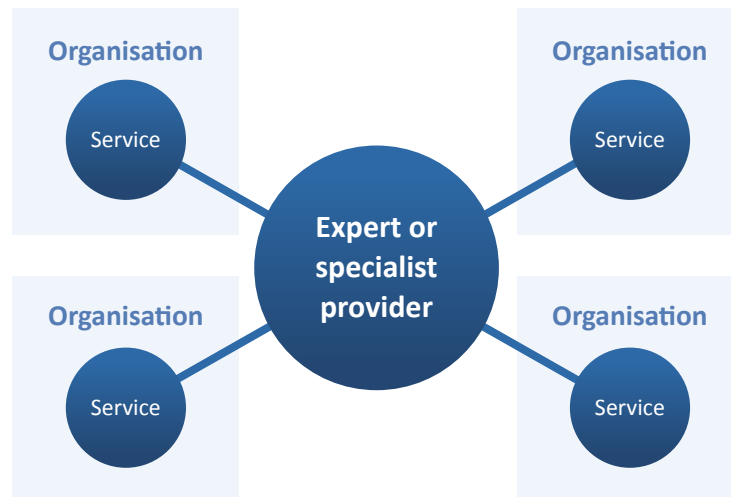 Organisation
Service
Organisation
Service
Expert or
specialist
provider
Organisation
Service
Organisation
Service